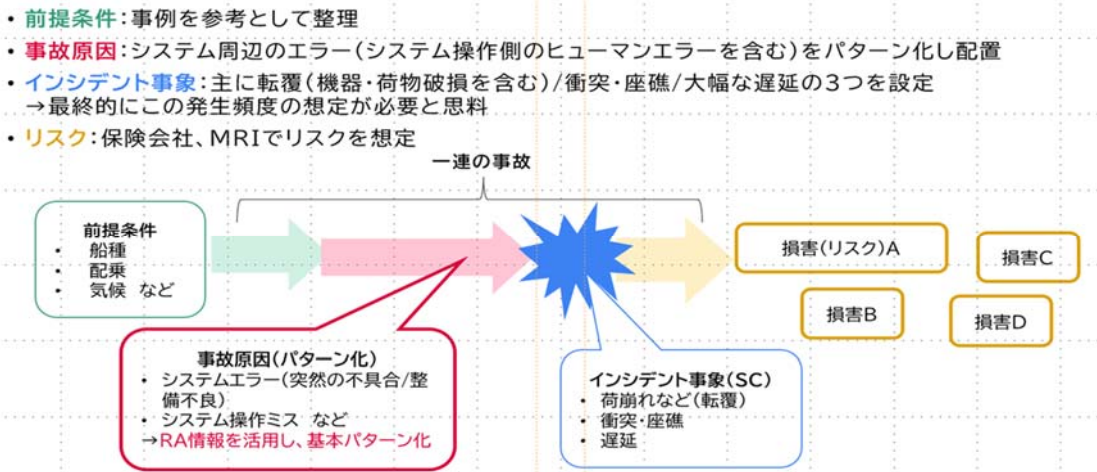 • 前提条件：事例を参考として整理
• 事故原因：システム周辺のエラー（システム操作側のヒューマンエラーを含む）をパターン化し配置
• インシデント事象：主に転覆（機器・荷物破損を含む）/衝突・座礁/大幅な遅延の3つを設定
→最終的にこの発生頻度の想定が必要と思料
• リスク：保険会社、MRIでリスクを想定
一連の事故
前提条件
• 船種
• 配乗
• 気候 など
損害(リスク)A
損害C
損害B
損害D
事故原因(パターン化)
• システムエラー(突然の不具合/整
備不良)
• システム操作ミス など
→RA情報を活用し、基本パターン化
インシデント事象(SC)
• 荷崩れなど(転覆)
• 衝突・座礁
• 遅延